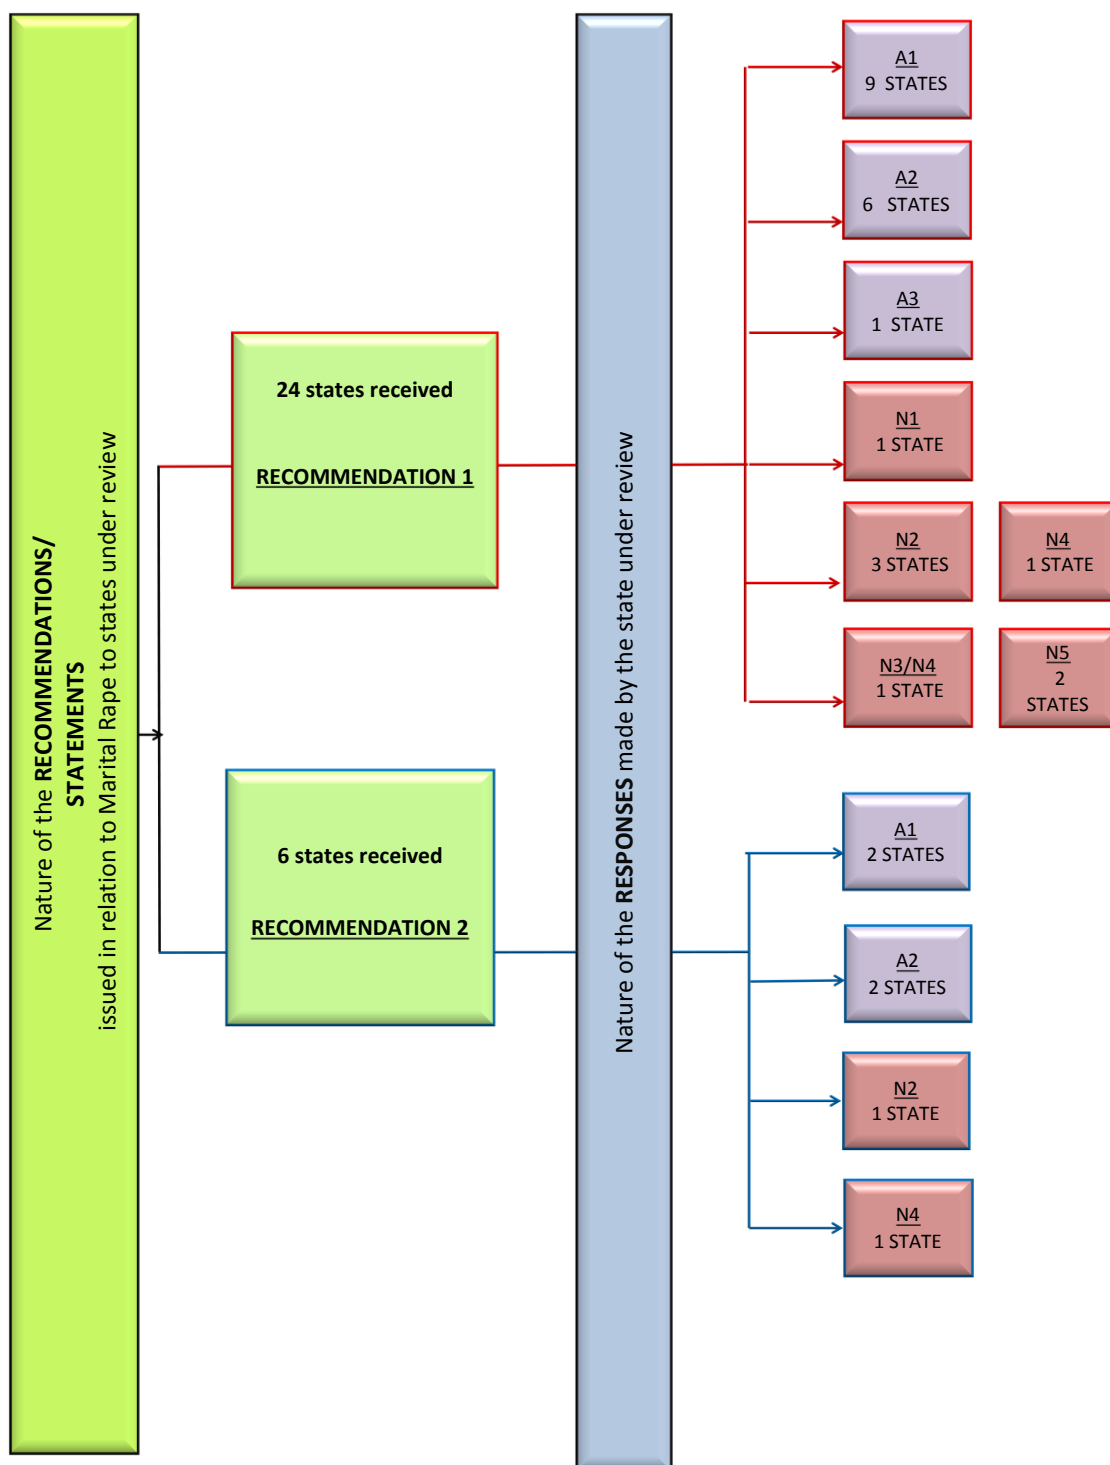 Nature of the RECOMMENDATIONS/
STATEMENTS
issued in relation to Marital Rape to states under review
24 states received
RECOMMENDATION 1
6 states received
RECOMMENDATION 2
Nature of the RESPONSES made by the state under review
A1
9 STATES
A2
6 STATES
A3
1 STATE
N1
1 STATE
N2
3 STATES
N4
1 STATE
N3/N4
1 STATE
N5
2
STATES
A1
2 STATES
A2
2 STATES
N2
1 STATE
N4
1 STATE